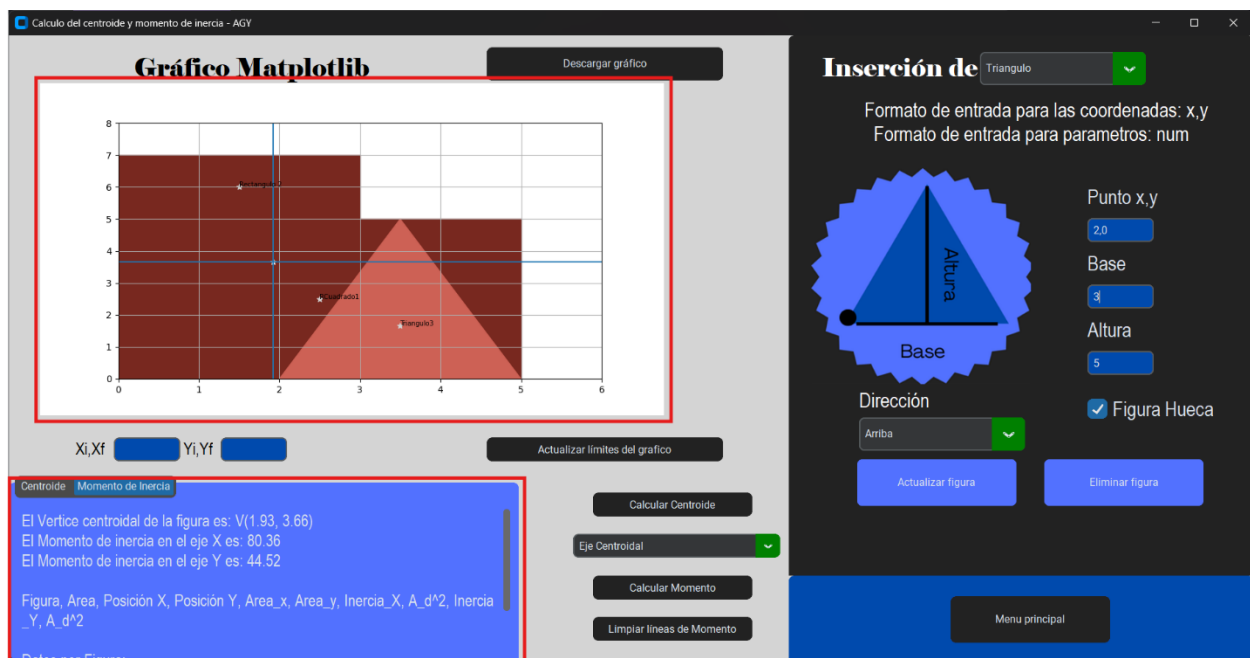 Calculo del centroide y momento de inercia - AGY
Gráfico Matplotlib
Descargar gráfico
8
7
6
5
4
3
2
1
0
0 1 2 3 4 5 6
Rectangulo 2
Triangulo3
Xi,Xf
Yi,Yf
Actualizar límites del grafico
Centroide Momento de Inercia
El Vertice centroidal de la figura es: V(1.93, 3.66)
El Momento de inercia en el eje X es: 80.36
El Momento de inercia en el eje Y es: 44.52
Figura, Area, Posición X, Posición Y, Area_x, Area_y, Inercia_X, A_d^2, Inercia
_Y, A_d^2
Datos por Figura:
Calcular Centroide
Eje Centroidal
Calcular Momento
Limpiar líneas de Momento
Inserción de Triangulo
Formato de entrada para las coordenadas: x,y
Formato de entrada para parametros: num
Altura
Base
Punto x,y
2,0
Base
3
Altura
5
Figura Hueca
Dirección
Arriba
Actualizar figura
Eliminar figura
Menu principal